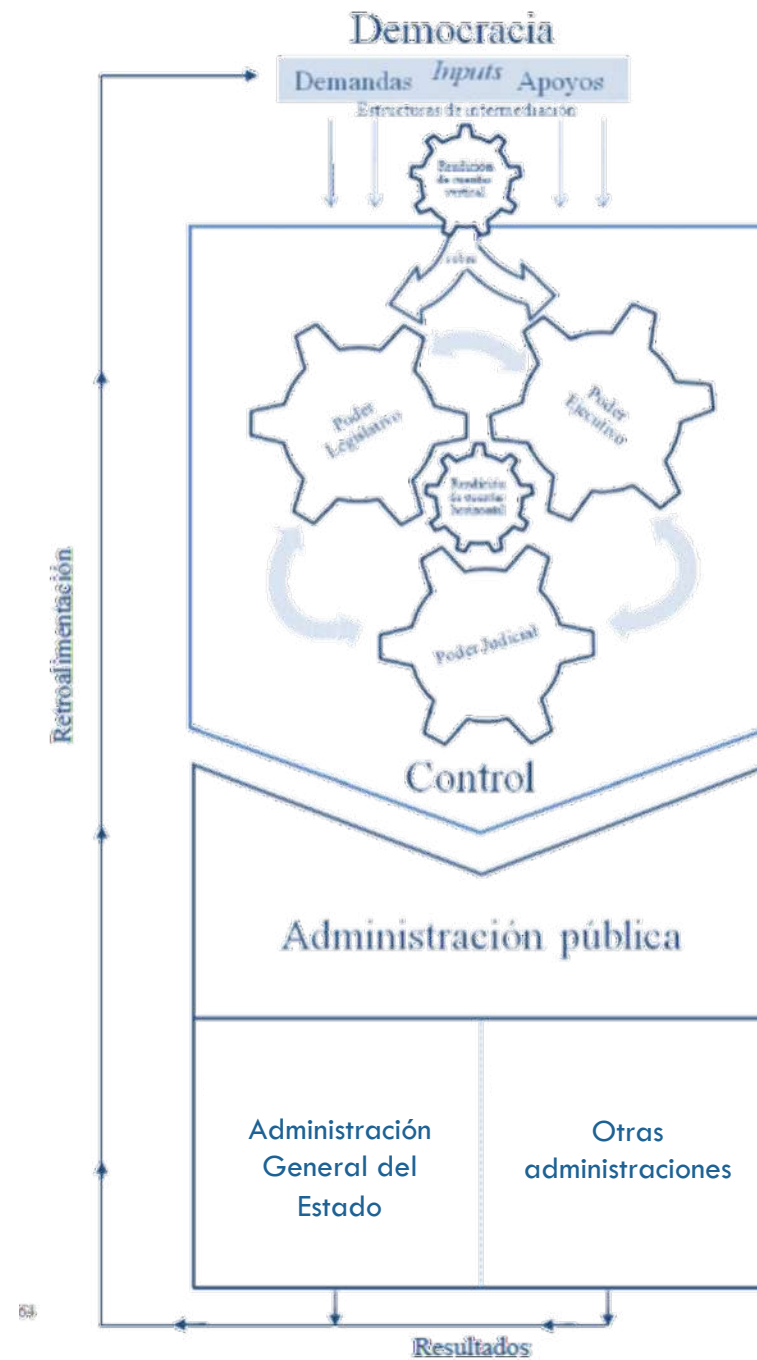 Democracia
Demandas Inputs Apoyos
Estructuras de intermediación
Rendición
de cuentas
vertical
sobre
Poder
Legislativo
Poder
Ejecutivo
Rendición
de cuentas
horizontal
Poder Judicial
Control
Retroalimentación
Administración pública
Administración
General del
Estado
Otras
administraciones
Resultados